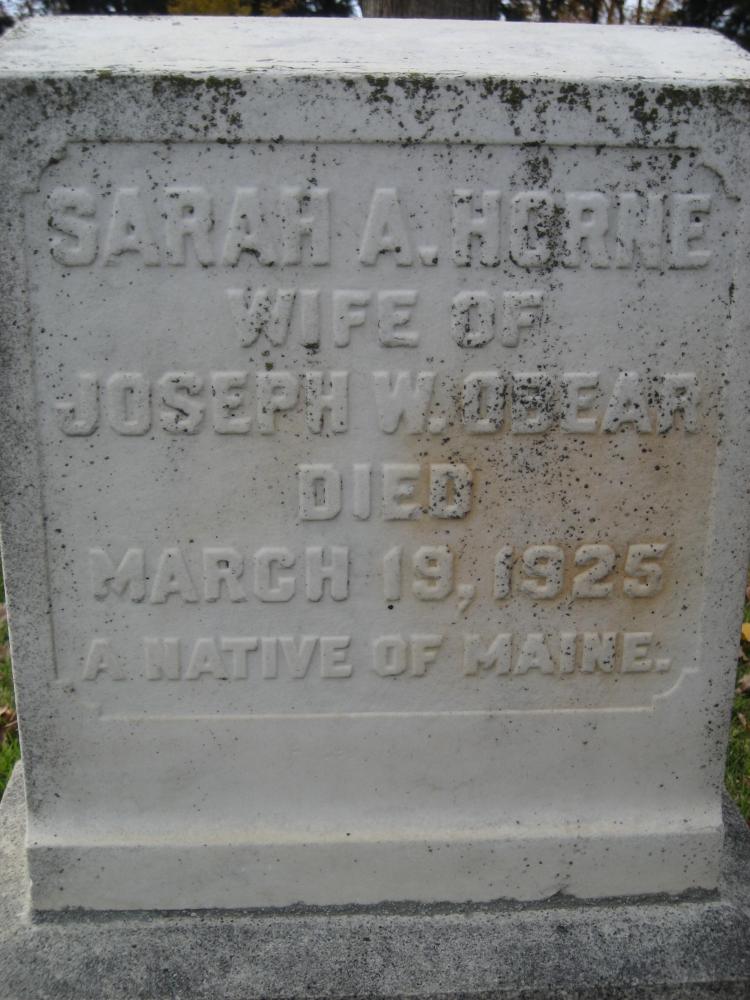 SARAH A. HORNE
WIFE OF
JOSEPH W. OBEAR
DIED
MARCH 19, 1925
A NATIVE OF MAINE.